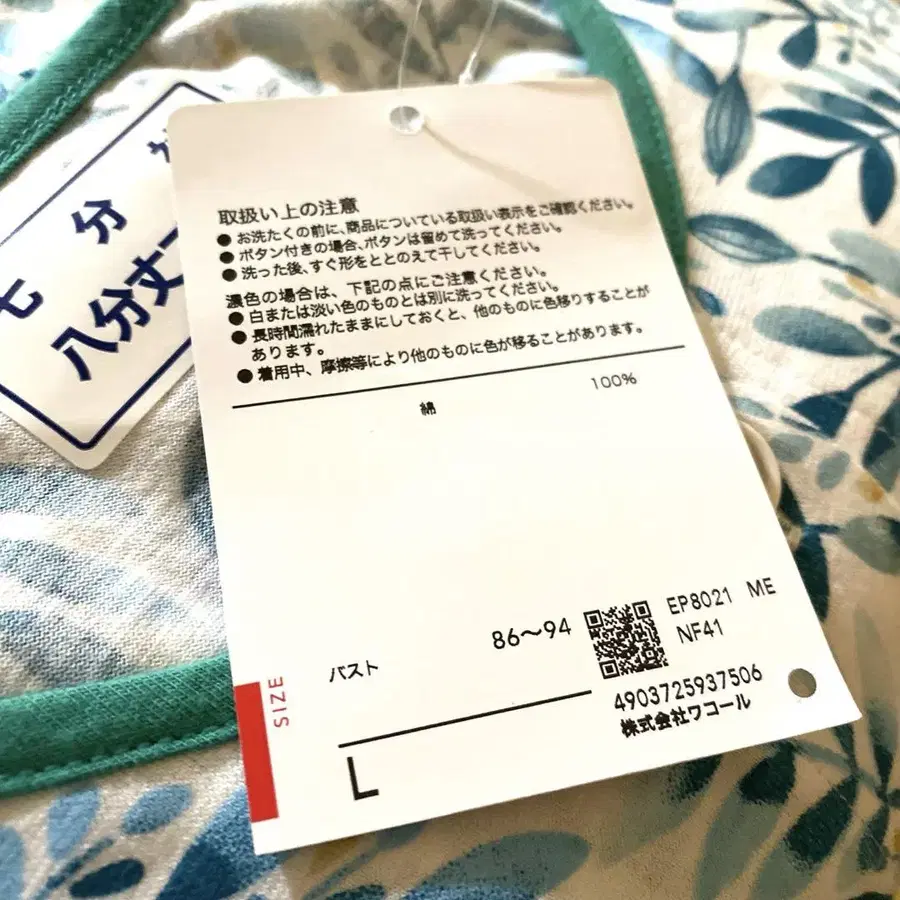 七分
八分丈
取扱い上の注意
●お洗たくの前に、商品についている取扱い表示をご確認ください。
●ボタン付きの場合、ボタンは留めて洗ってください。
●洗った後、すぐ形をととのえて干してください。
濃色の場合は、下記の点にご注意ください。
●白または淡い色のものとは別に洗ってください。
●長時間濡れたままにしておくと、他のものに色移りすることが
あります。
●着用中、摩擦等により他のものに色が移ることがあります。
綿 100%
SIZE
バスト 86〜94
L
EP8021 ME
NF41
4903725937506
株式会社ワコール